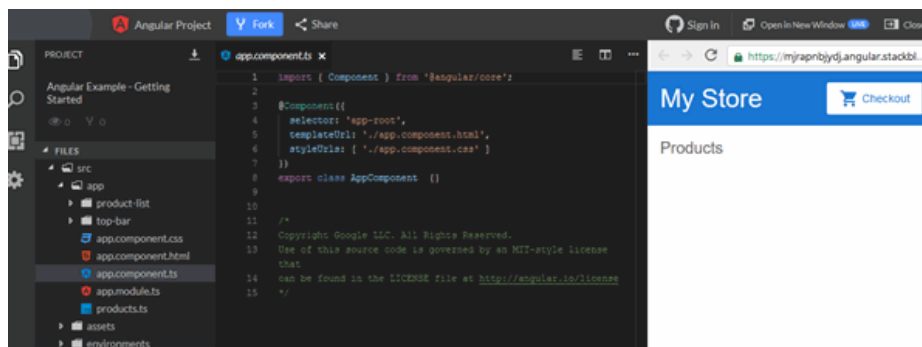 Angular Project
Fork
Share
Sign in
Open in New Window LIVE
Close
PROJECT
Angular Example - Getting
Started
0 0
FILES
src
app
product-list
top-bar
app.component.css
app.component.html
app.component.ts
app.module.ts
products.ts
assets
environments
app.component.ts x
1 import { Component } from '@angular/core';
2
3 @Component({
4 selector: 'app-root',
5 templateUrl: './app.component.html',
6 styleUrls: [ './app.component.css' ]
7 })
8 export class AppComponent {}
9
10
11 /*
12 Copyright Google LLC. All Rights Reserved.
13 Use of this source code is governed by an MIT-style license
that
14 can be found in the LICENSE file at http://angular.io/license
15 */
https://mjrapnbjydj.angular.stackbl...
My Store
Checkout
Products